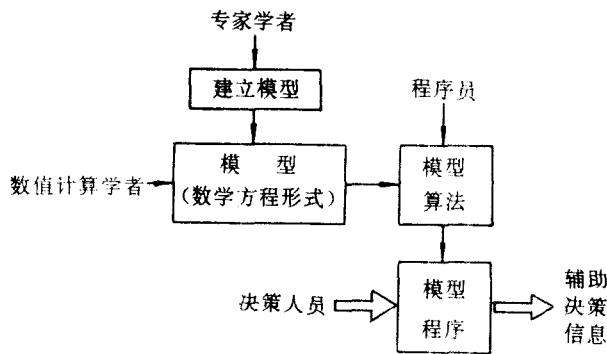 专家学者
建立模型
程序员
模 型
(数学方程形式)
数值计算学者
模型
算法
决策人员
模型
程序
辅助
决策
信息